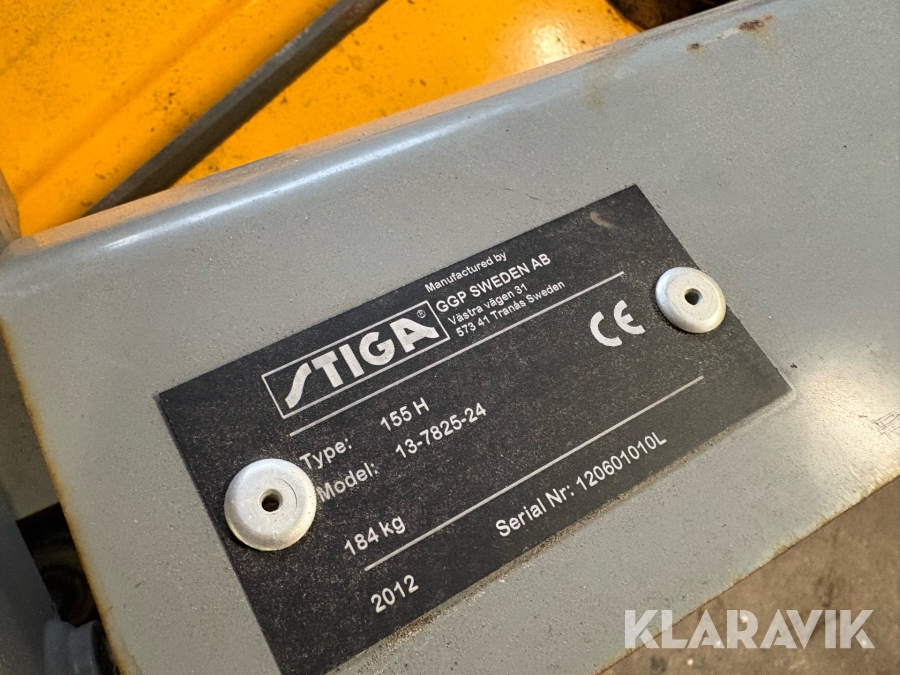 Manufactured by
GGP SWEDEN AB
Västra vägen 31
573 41 Tranås Sweden
STIGA®
CE
Type: 155 H
Model: 13-7825-24
184 kg
Serial Nr: 120601010L
2012
KLARAVIK